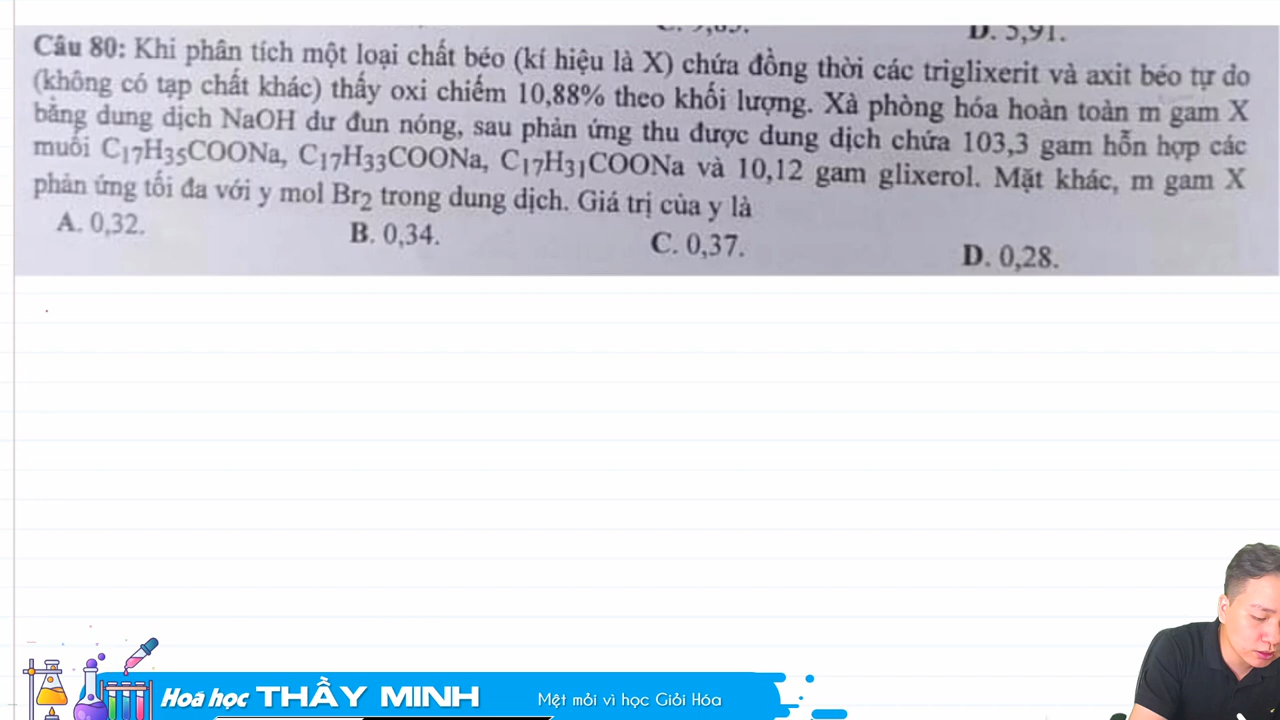 D. 5,91.
Câu 80: Khi phân tích một loại chất béo (kí hiệu là X) chứa đồng thời các triglixerit và axit béo tự do
(không có tạp chất khác) thấy oxi chiếm 10,88% theo khối lượng. Xà phòng hóa hoàn toàn m gam X
bằng dung dịch NaOH dư đun nóng, sau phản ứng thu được dung dịch chứa 103,3 gam hỗn hợp các
muối C17H35COONa, C17H33COONa, C17H31COONa và 10,12 gam glixerol. Mặt khác, m gam X
phản ứng tối đa với y mol Br2 trong dung dịch. Giá trị của y là
A. 0,32. B. 0,34. C. 0,37. D. 0,28.
Hoá học THẦY MINH Mệt mỏi vì học Giỏi Hóa